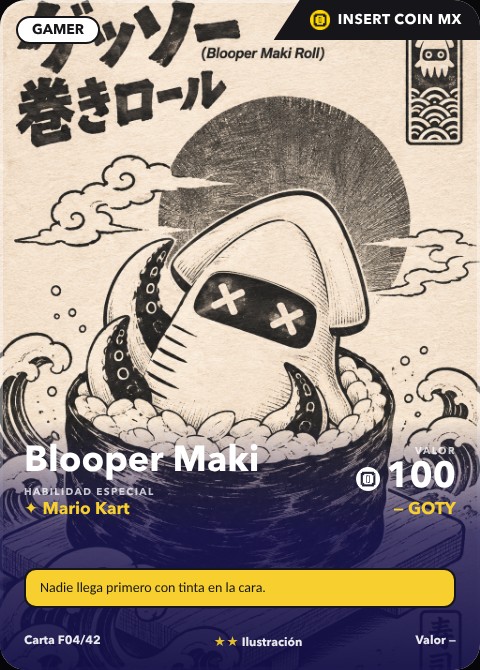 ゲッソー
GAMER
INSERT COIN MX
(Blooper Maki Roll)
巻きロール
Blooper Maki
VALOR
100
HABILIDAD ESPECIAL
✦ Mario Kart
– GOTY
Nadie llega primero con tinta en la cara.
Carta F04/42
★★ Ilustración
Valor –